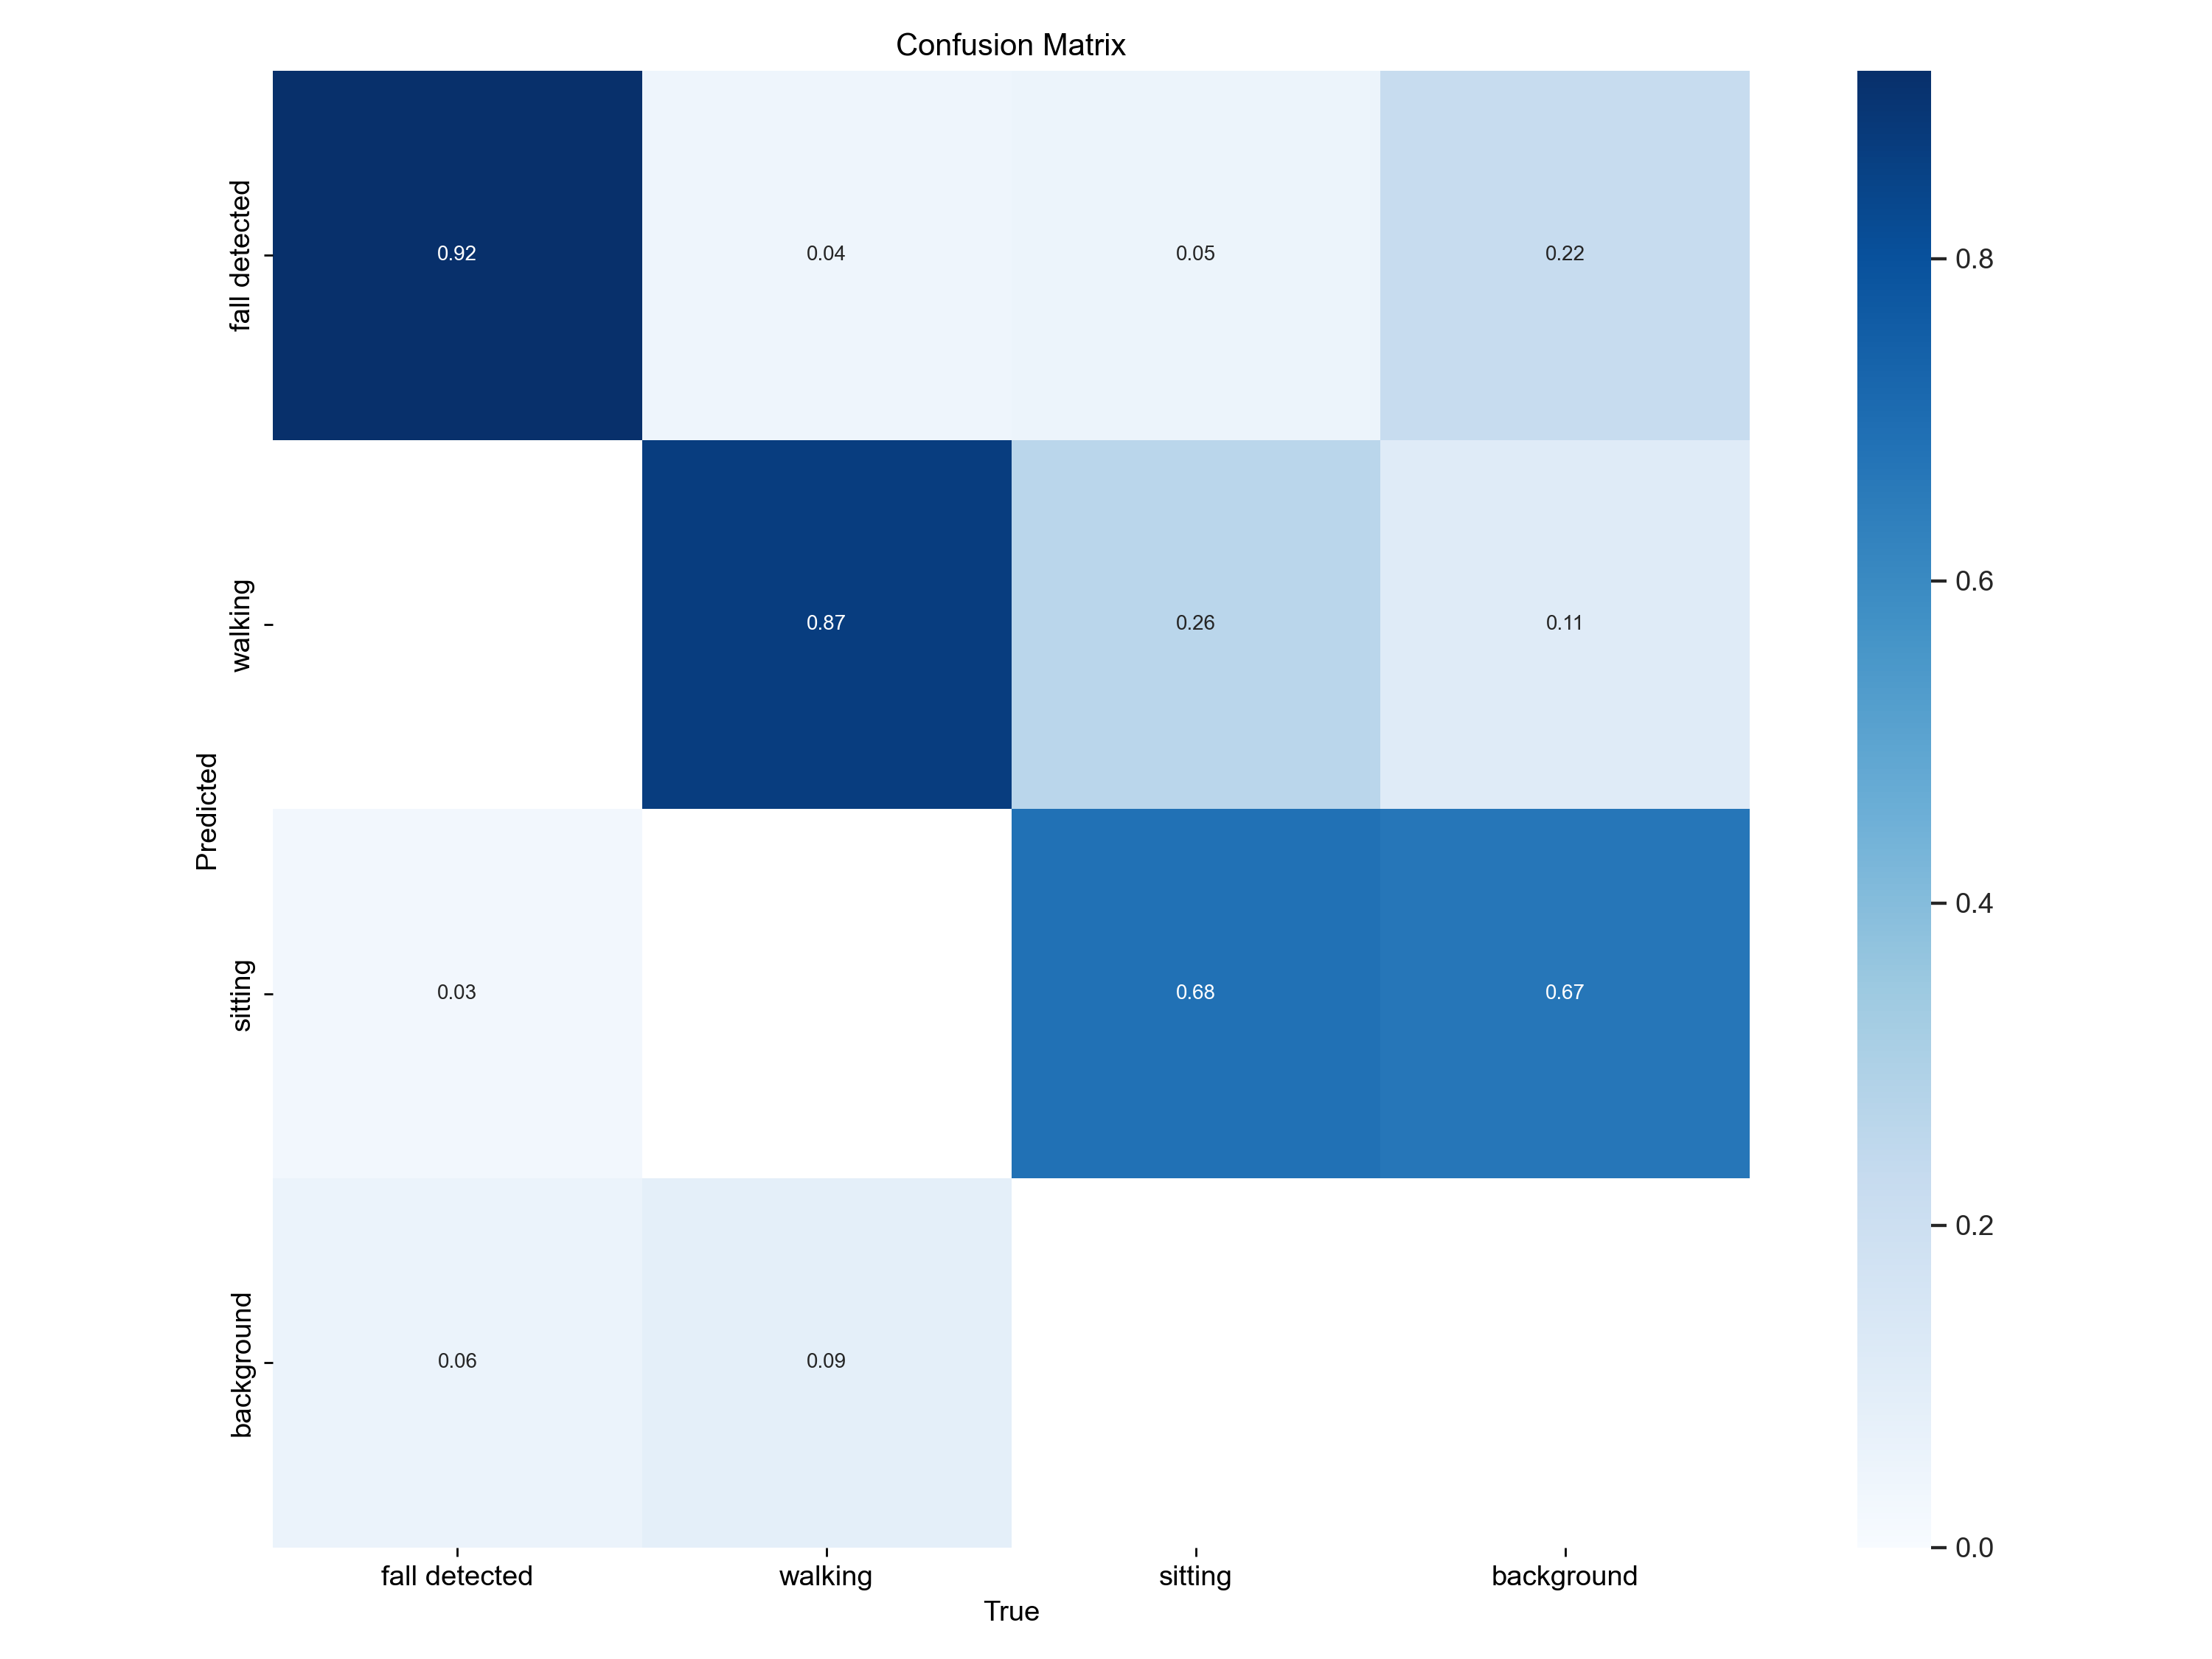 Confusion Matrix
fall detected
0.92
0.04
0.05
0.22
0.8
walking
0.87
0.26
0.11
0.6
Predicted
0.4
sitting
0.03
0.68
0.67
0.2
background
0.06
0.09
0.0
fall detected
walking
sitting
background
True